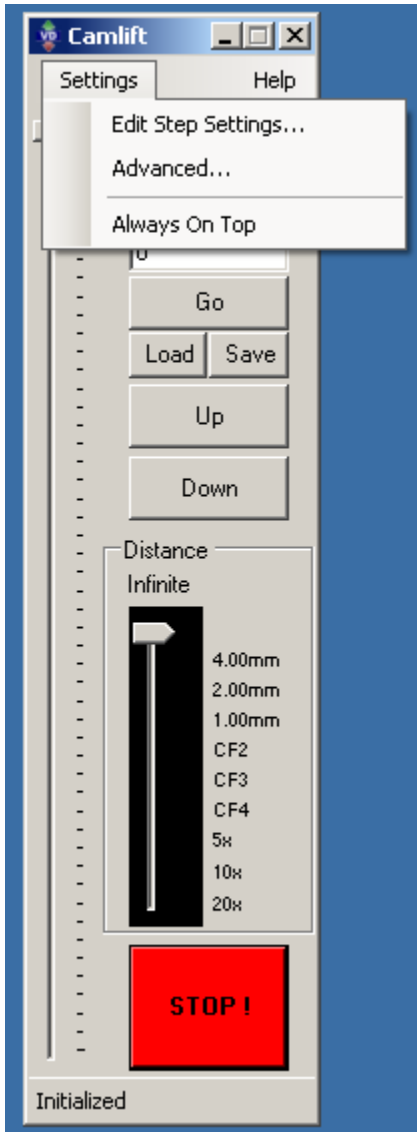 Camlift
Settings Help
Edit Step Settings...
Advanced...
Always On Top
0
Go
Load Save
Up
Down
Distance
Infinite
4.00mm
2.00mm
1.00mm
CF2
CF3
CF4
5x
10x
20x
STOP !
Initialized